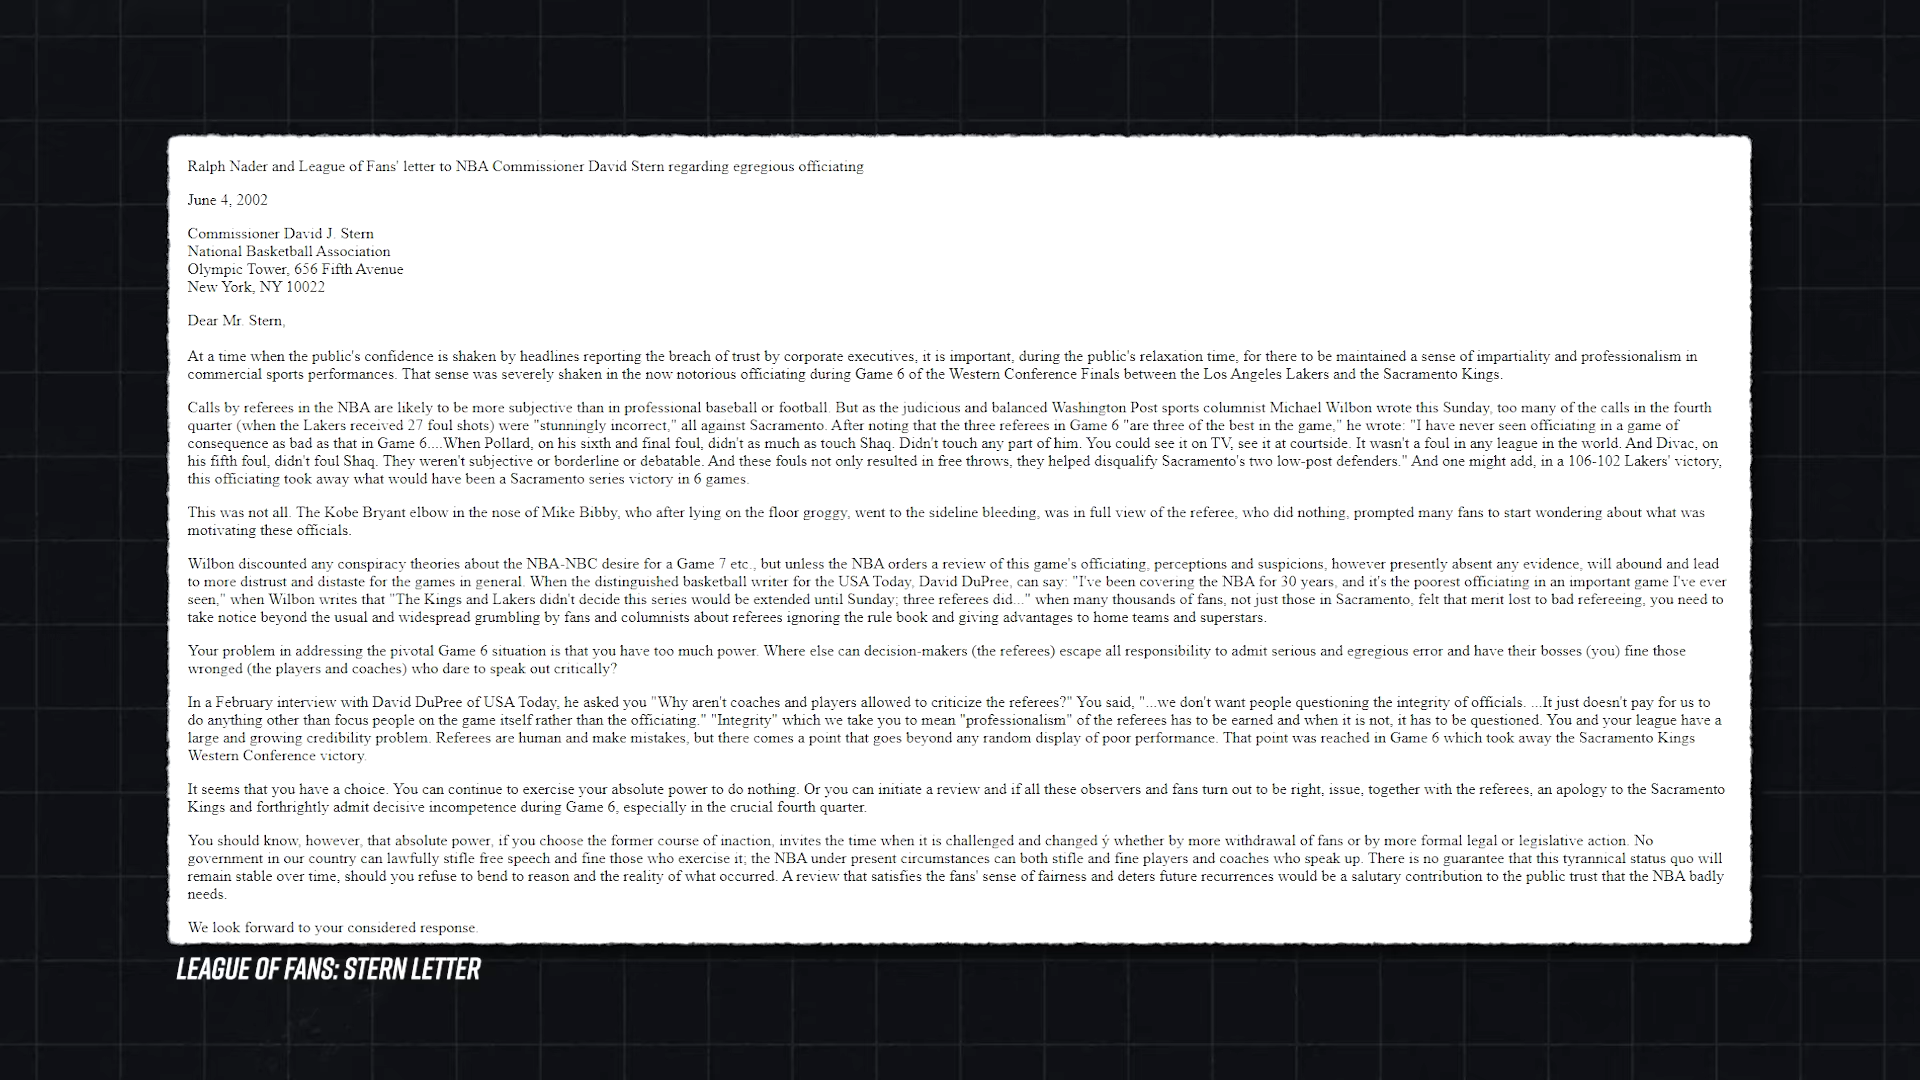 Ralph Nader and League of Fans' letter to NBA Commissioner David Stern regarding egregious officiating
June 4, 2002
Commissioner David J. Stern
National Basketball Association
Olympic Tower, 656 Fifth Avenue
New York, NY 10022
Dear Mr. Stern,
At a time when the public's confidence is shaken by headlines reporting the breach of trust by corporate executives, it is important, during the public's relaxation time, for there to be maintained a sense of impartiality and professionalism in
commercial sports performances. That sense was severely shaken in the now notorious officiating during Game 6 of the Western Conference Finals between the Los Angeles Lakers and the Sacramento Kings.
Calls by referees in the NBA are likely to be more subjective than in professional baseball or football. But as the judicious and balanced Washington Post sports columnist Michael Wilbon wrote this Sunday, too many of the calls in the fourth
quarter (when the Lakers received 27 foul shots) were "stunningly incorrect," all against Sacramento. After noting that the three referees in Game 6 "are three of the best in the game," he wrote: "I have never seen officiating in a game of
consequence as bad as that in Game 6....When Pollard, on his sixth and final foul, didn't as much as touch Shaq. Didn't touch any part of him. You could see it on TV, see it at courtside. It wasn't a foul in any league in the world. And Divac, on
his fifth foul, didn't foul Shaq. They weren't subjective or borderline or debatable. And these fouls not only resulted in free throws, they helped disqualify Sacramento's two low-post defenders." And one might add, in a 106-102 Lakers' victory,
this officiating took away what would have been a Sacramento series victory in 6 games.
This was not all. The Kobe Bryant elbow in the nose of Mike Bibby, who after lying on the floor groggy, went to the sideline bleeding, was in full view of the referee, who did nothing, prompted many fans to start wondering about what was
motivating these officials.
Wilbon discounted any conspiracy theories about the NBA-NBC desire for a Game 7 etc., but unless the NBA orders a review of this game's officiating, perceptions and suspicions, however presently absent any evidence, will abound and lead
to more distrust and distaste for the games in general. When the distinguished basketball writer for the USA Today, David DuPree, can say: "I've been covering the NBA for 30 years, and it's the poorest officiating in an important game I've ever
seen," when Wilbon writes that "The Kings and Lakers didn't decide this series would be extended until Sunday; three referees did..." when many thousands of fans, not just those in Sacramento, felt that merit lost to bad refereeing, you need to
take notice beyond the usual and widespread grumbling by fans and columnists about referees ignoring the rule book and giving advantages to home teams and superstars.
Your problem in addressing the pivotal Game 6 situation is that you have too much power. Where else can decision-makers (the referees) escape all responsibility to admit serious and egregious error and have their bosses (you) fine those
wronged (the players and coaches) who dare to speak out critically?
In a February interview with David DuPree of USA Today, he asked you "Why aren't coaches and players allowed to criticize the referees?" You said, "...we don't want people questioning the integrity of officials. ...It just doesn't pay for us to
do anything other than focus people on the game itself rather than the officiating." "Integrity" which we take you to mean "professionalism" of the referees has to be earned and when it is not, it has to be questioned. You and your league have a
large and growing credibility problem. Referees are human and make mistakes, but there comes a point that goes beyond any random display of poor performance. That point was reached in Game 6 which took away the Sacramento Kings
Western Conference victory.
It seems that you have a choice. You can continue to exercise your absolute power to do nothing. Or you can initiate a review and if all these observers and fans turn out to be right, issue, together with the referees, an apology to the Sacramento
Kings and forthrightly admit decisive incompetence during Game 6, especially in the crucial fourth quarter.
You should know, however, that absolute power, if you choose the former course of inaction, invites the time when it is challenged and changed ý whether by more withdrawal of fans or by more formal legal or legislative action. No
government in our country can lawfully stifle free speech and fine those who exercise it; the NBA under present circumstances can both stifle and fine players and coaches who speak up. There is no guarantee that this tyrannical status quo will
remain stable over time, should you refuse to bend to reason and the reality of what occurred. A review that satisfies the fans' sense of fairness and deters future recurrences would be a salutary contribution to the public trust that the NBA badly
needs.
We look forward to your considered response.
LEAGUE OF FANS: STERN LETTER